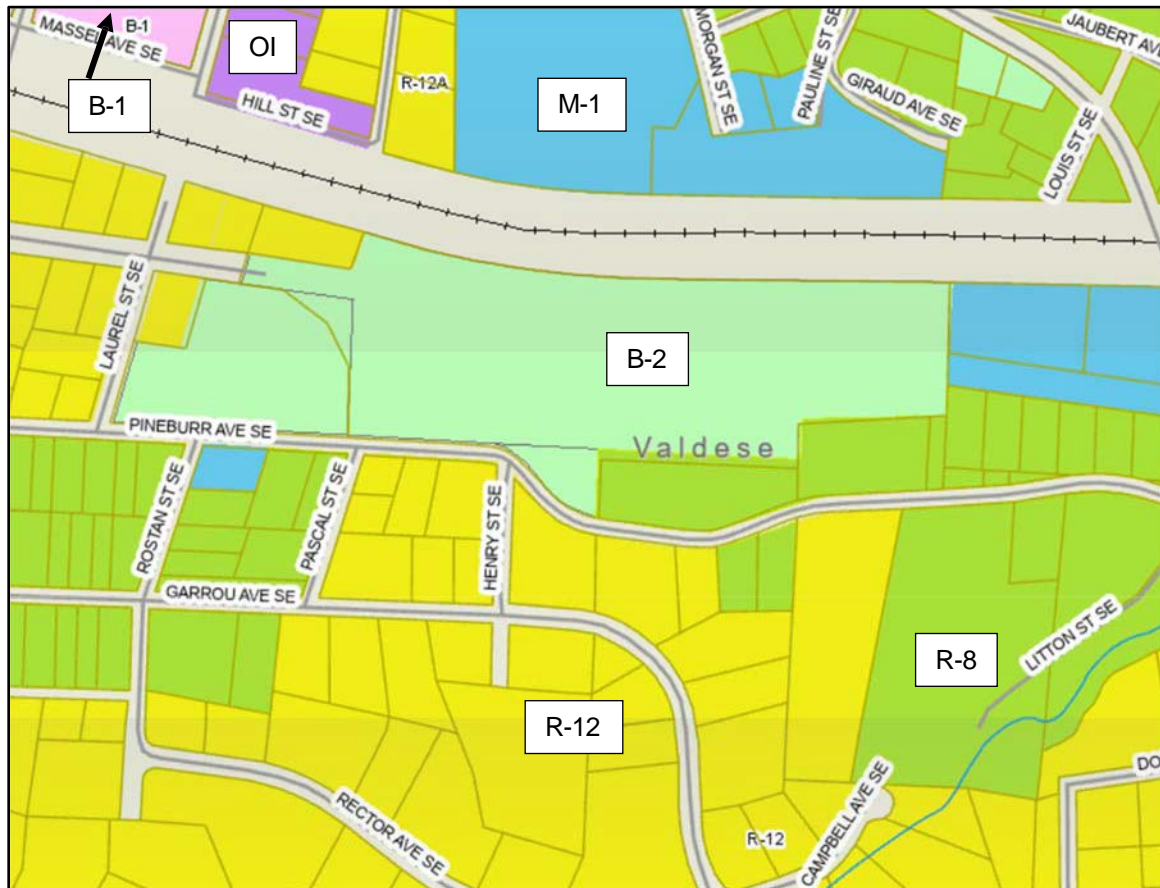 MASSEL AVE SE
B-1
B-1
OI
HILL ST SE
R-12A
M-1
MORGAN ST SE
PAULINE ST SE
GIRAUD AVE SE
JAUBERT AV
LOUIS ST SE
LAUREL ST SE
B-2
PINEBURR AVE SE
Valdese
ROSTAN ST SE
PASCAL ST SE
HENRY ST SE
GARROU AVE SE
LITTON ST SE
R-8
R-12
RECTOR AVE SE
R-12
CAMPBELL AVE SE
DO